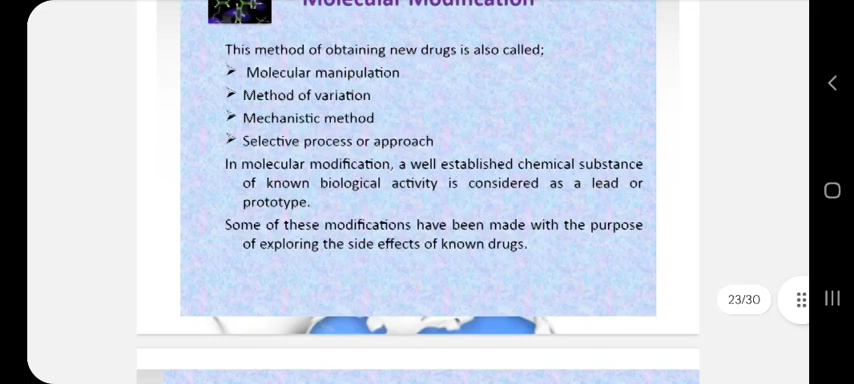 Molecular Modification
This method of obtaining new drugs is also called;
➢ Molecular manipulation
➢ Method of variation
➢ Mechanistic method
➢ Selective process or approach
In molecular modification, a well established chemical substance
of known biological activity is considered as a lead or
prototype.
Some of these modifications have been made with the purpose
of exploring the side effects of known drugs.
23/30